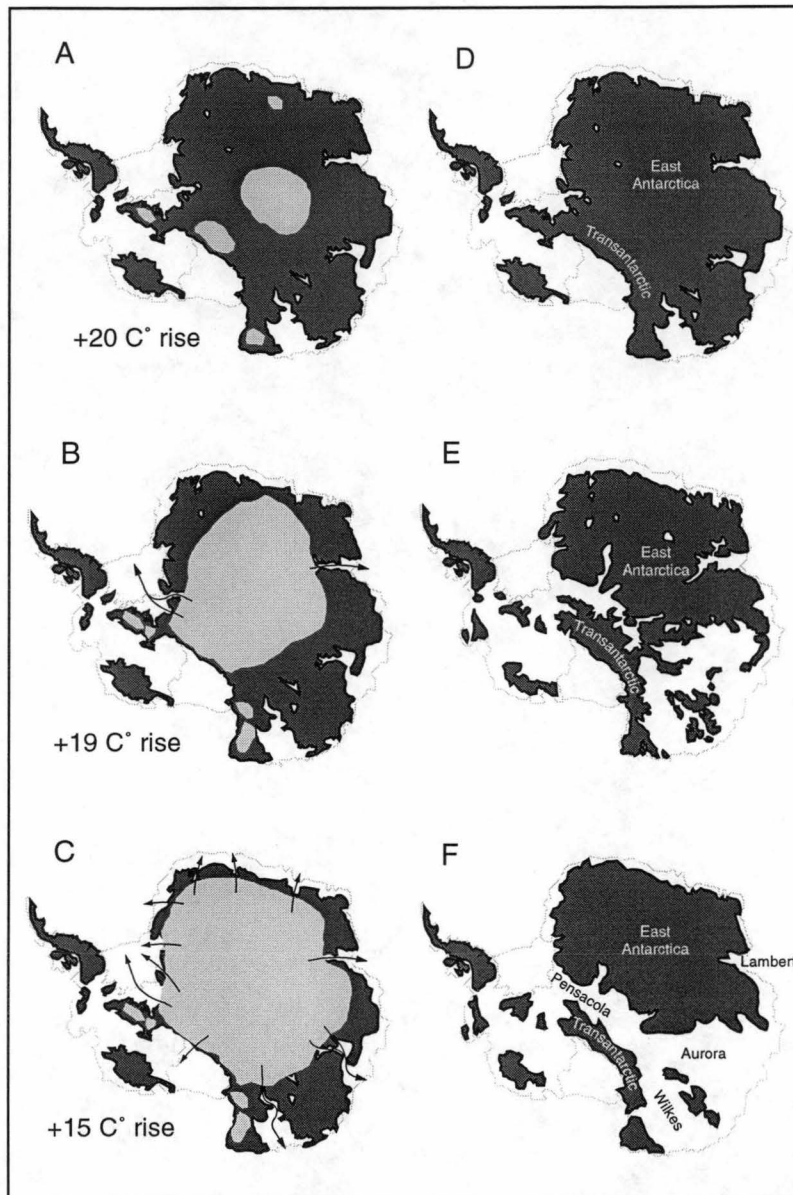 A
+20 C° rise
D
East
Antarctica
Transantarctic
B
+19 C° rise
E
East
Antarctica
Transantarctic
C
+15 C° rise
F
East
Antarctica
Lambert
Pensacola
Transantarctic
Aurora
Wilkes